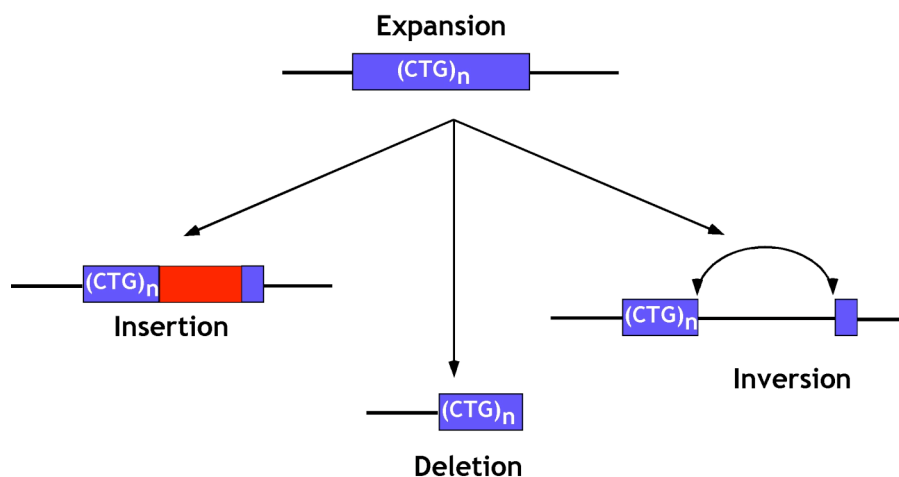 Expansion
(CTG)n
(CTG)n
Insertion
(CTG)n
Inversion
(CTG)n
Deletion